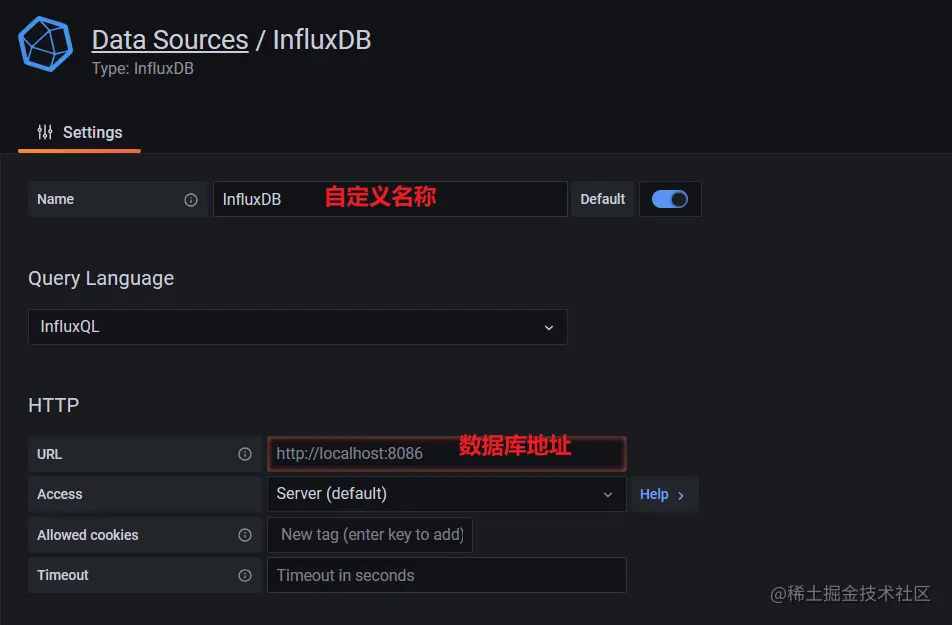 Data Sources / InfluxDB
Type: InfluxDB
Settings
Name InfluxDB 自定义名称 Default
Query Language
InfluxQL
HTTP
URL http://localhost:8086 数据库地址
Access Server (default) Help
Allowed cookies New tag (enter key to add)
Timeout Timeout in seconds
@稀土掘金技术社区